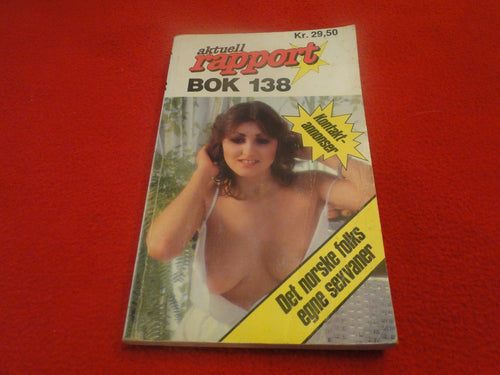 Kr. 29,50
aktuell
rapport
BOK 138
Kontakt-
annonser
Det norske folks
egne sexvaner